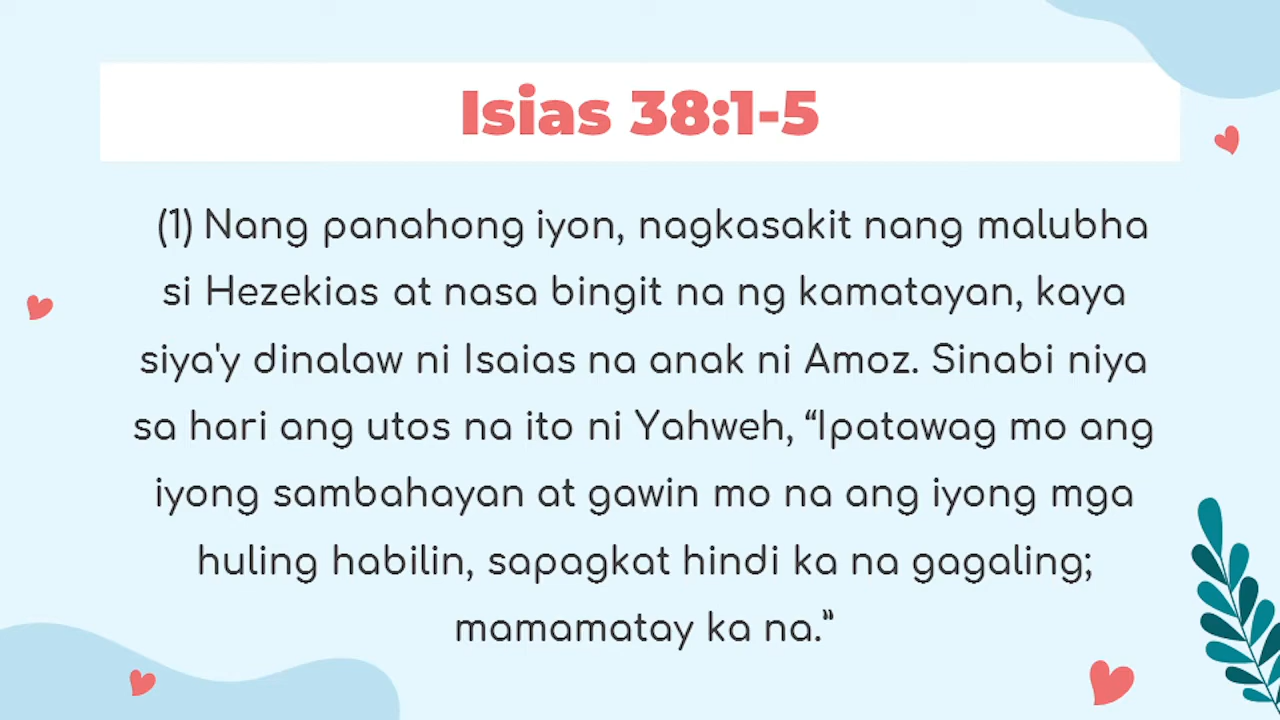 Isias 38:1-5
(1) Nang panahong iyon, nagkasakit nang malubha
si Hezekias at nasa bingit na ng kamatayan, kaya
siya'y dinalaw ni Isaias na anak ni Amoz. Sinabi niya
sa hari ang utos na ito ni Yahweh, “Ipatawag mo ang
iyong sambahayan at gawin mo na ang iyong mga
huling habilin, sapagkat hindi ka na gagaling;
mamamatay ka na.”